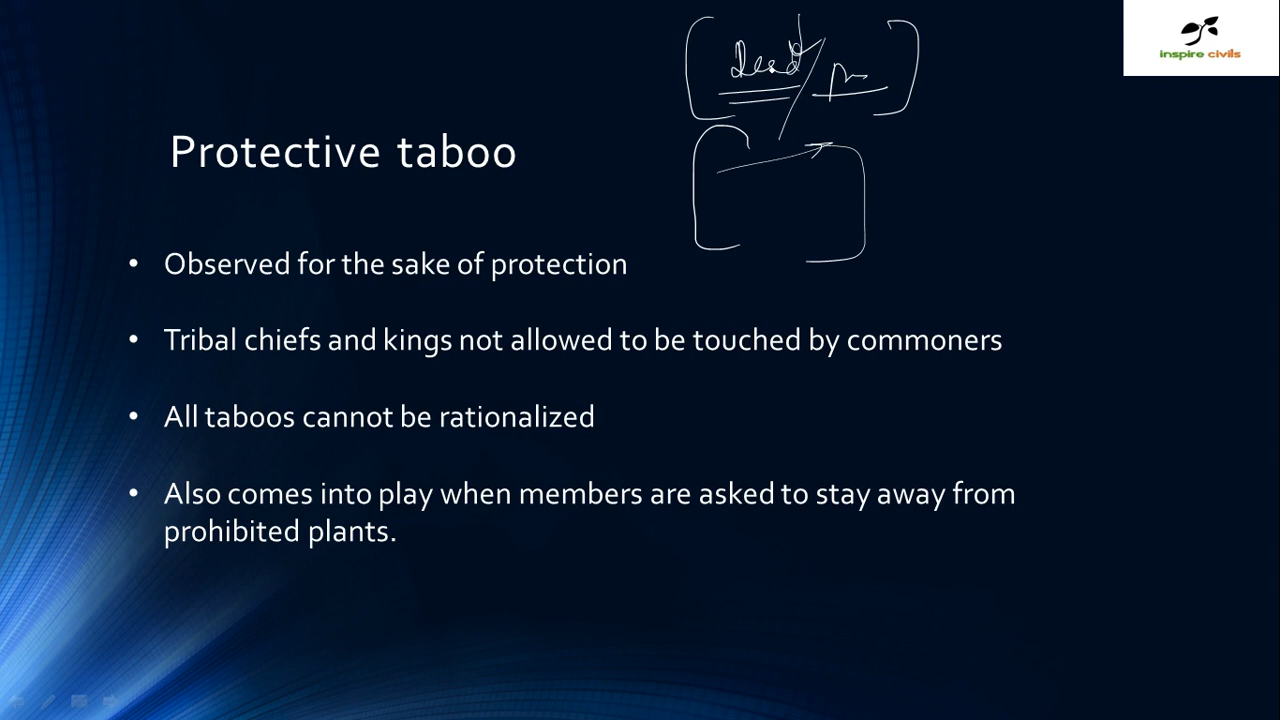 inspire civils
Dead
Protective taboo
• Observed for the sake of protection
• Tribal chiefs and kings not allowed to be touched by commoners
• All taboos cannot be rationalized
• Also comes into play when members are asked to stay away from
prohibited plants.